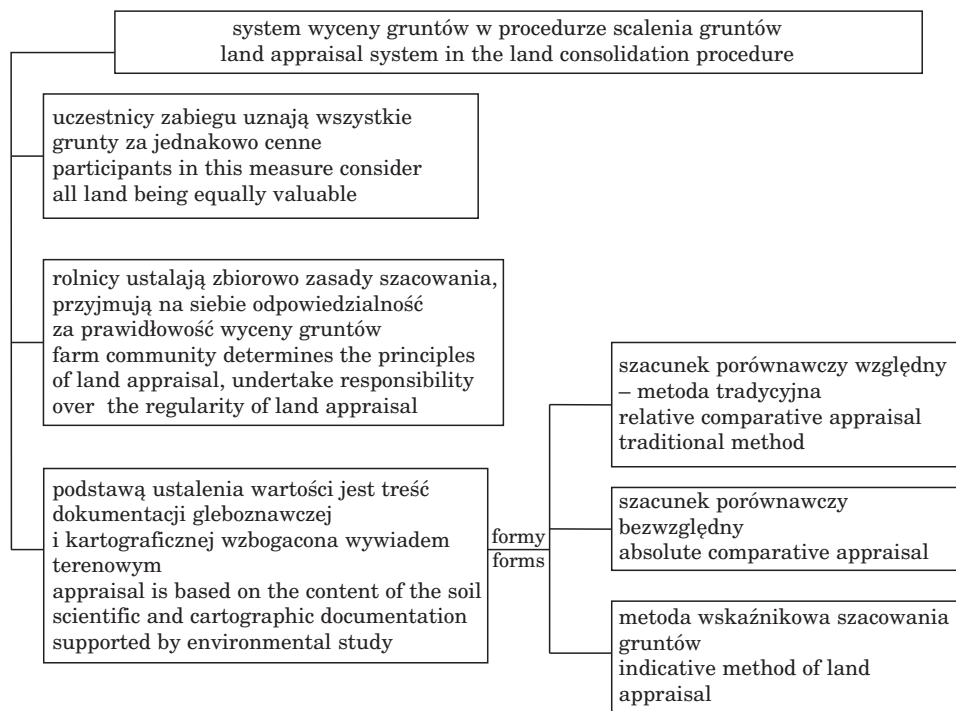 system wyceny gruntów w procedurze scalenia gruntów
land appraisal system in the land consolidation procedure
uczestnicy zabiegu uznają wszystkie
grunty za jednakowo cenne
participants in this measure consider
all land being equally valuable
rolnicy ustalają zbiorowo zasady szacowania,
przyjmują na siebie odpowiedzialność
za prawidłowość wyceny gruntów
farm community determines the principles
of land appraisal, undertake responsibility
over the regularity of land appraisal
podstawą ustalenia wartości jest treść
dokumentacji gleboznawczej
i kartograficznej wzbogacona wywiadem
terenowym
appraisal is based on the content of the soil
scientific and cartographic documentation
supported by environmental study
formy
forms
szacunek porównawczy względny
– metoda tradycyjna
relative comparative appraisal
traditional method
szacunek porównawczy
bezwzględny
absolute comparative appraisal
metoda wskaźnikowa szacowania
gruntów
indicative method of land
appraisal